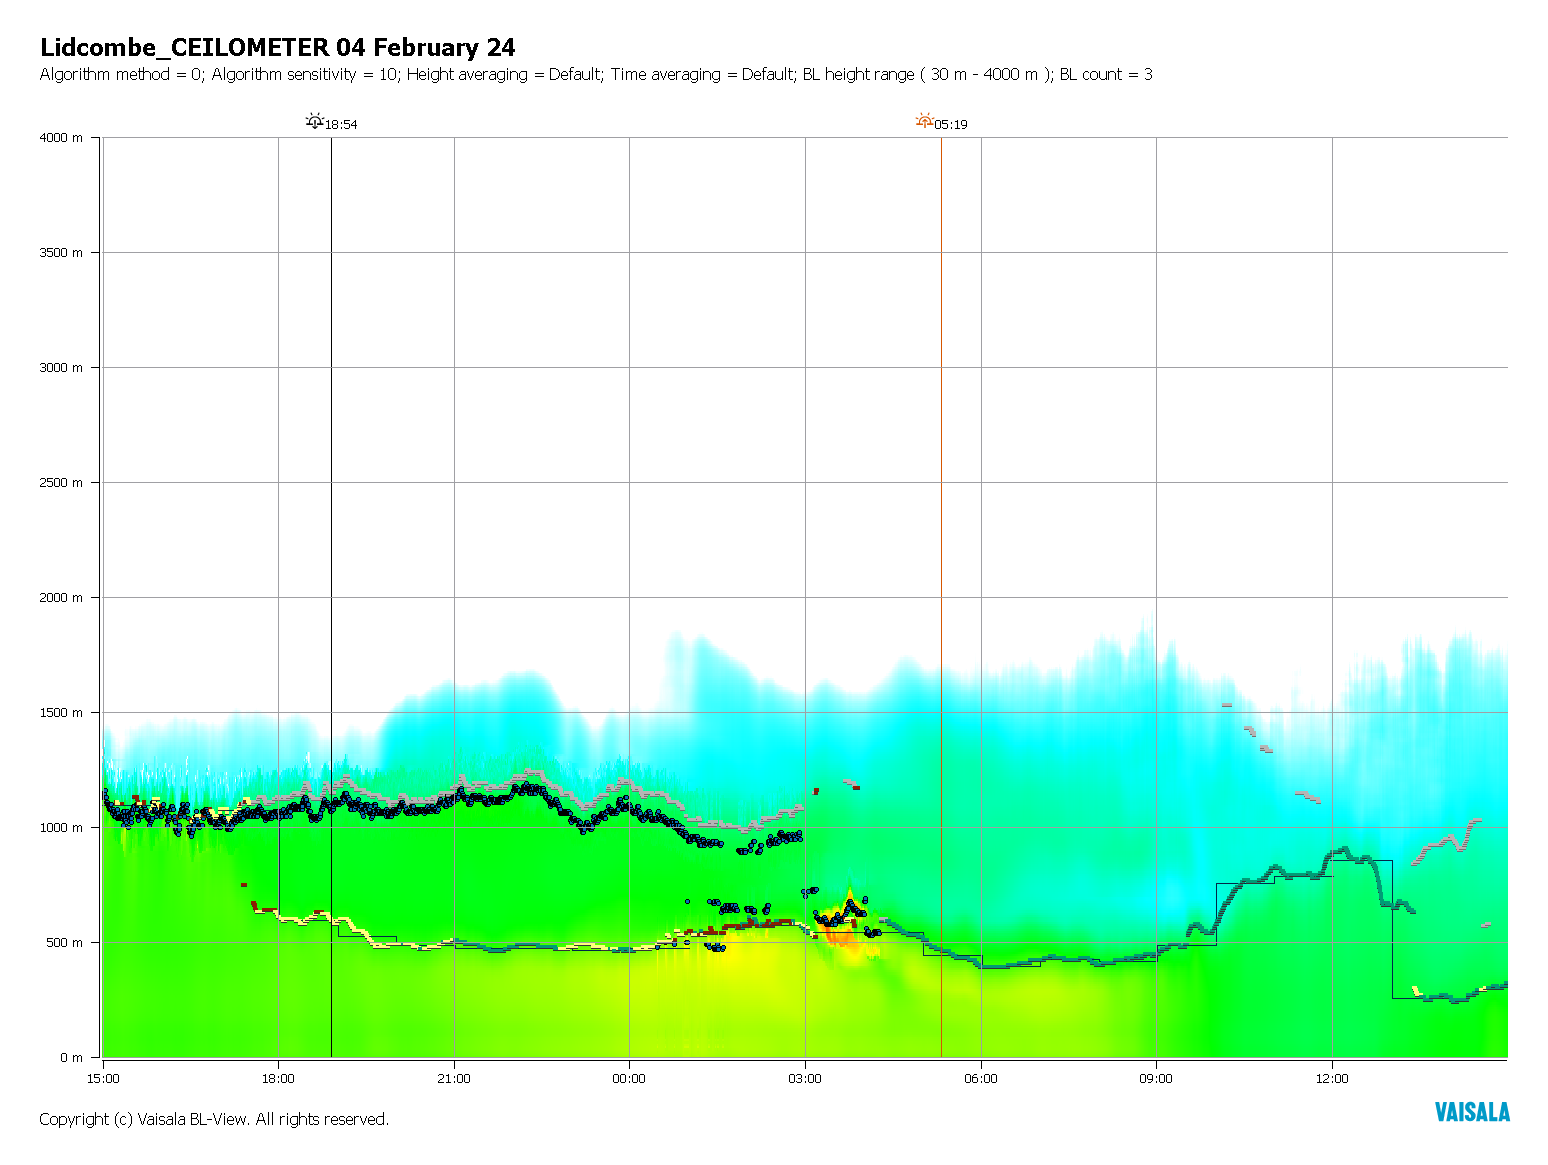 Lidcombe_CEILOMETER 04 February 24
Algorithm method = 0; Algorithm sensitivity = 10; Height averaging = Default; Time averaging = Default; BL height range ( 30 m - 4000 m ); BL count = 3
18:54 05:19
4000 m
3500 m
3000 m
2500 m
2000 m
1500 m
1000 m
500 m
0 m
15:00 18:00 21:00 00:00 03:00 06:00 09:00 12:00
Copyright (c) Vaisala BL-View. All rights reserved.
VAISALA